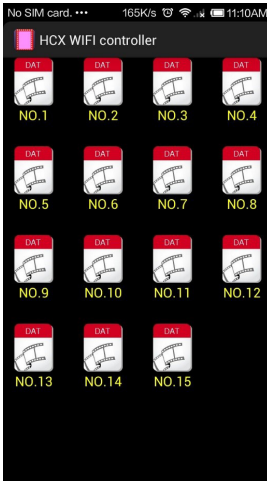 No SIM card. ••• 165K/s 11:10AM
HCX WIFI controller
DAT DAT DAT DAT
NO.1 NO.2 NO.3 NO.4
DAT DAT DAT DAT
NO.5 NO.6 NO.7 NO.8
DAT DAT DAT DAT
NO.9 NO.10 NO.11 NO.12
DAT DAT DAT
NO.13 NO.14 NO.15